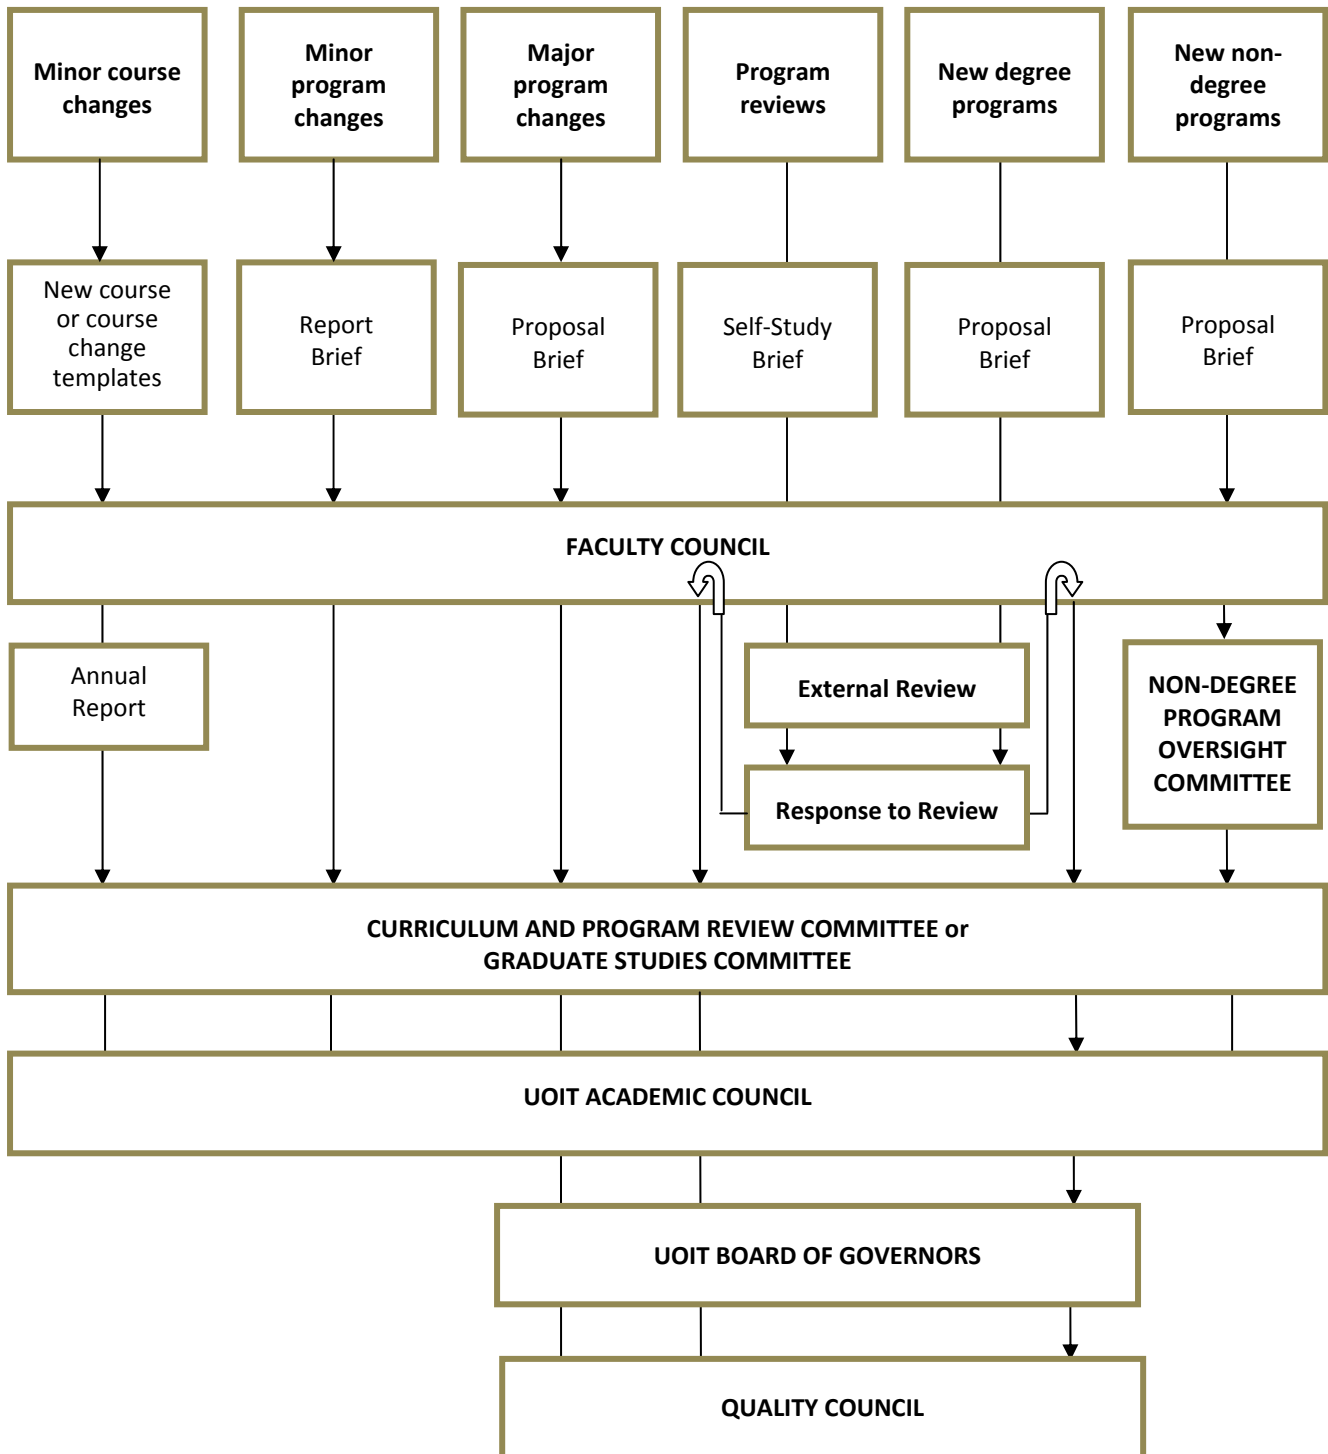 Minor course
changes
Minor
program
changes
Major
program
changes
Program
reviews
New degree
programs
New non-
degree
programs
New course
or course
change
templates
Report
Brief
Proposal
Brief
Self-Study
Brief
Proposal
Brief
Proposal
Brief
FACULTY COUNCIL
Annual
Report
External Review
Response to Review
NON-DEGREE
PROGRAM
OVERSIGHT
COMMITTEE
CURRICULUM AND PROGRAM REVIEW COMMITTEE or
GRADUATE STUDIES COMMITTEE
UOIT ACADEMIC COUNCIL
UOIT BOARD OF GOVERNORS
QUALITY COUNCIL